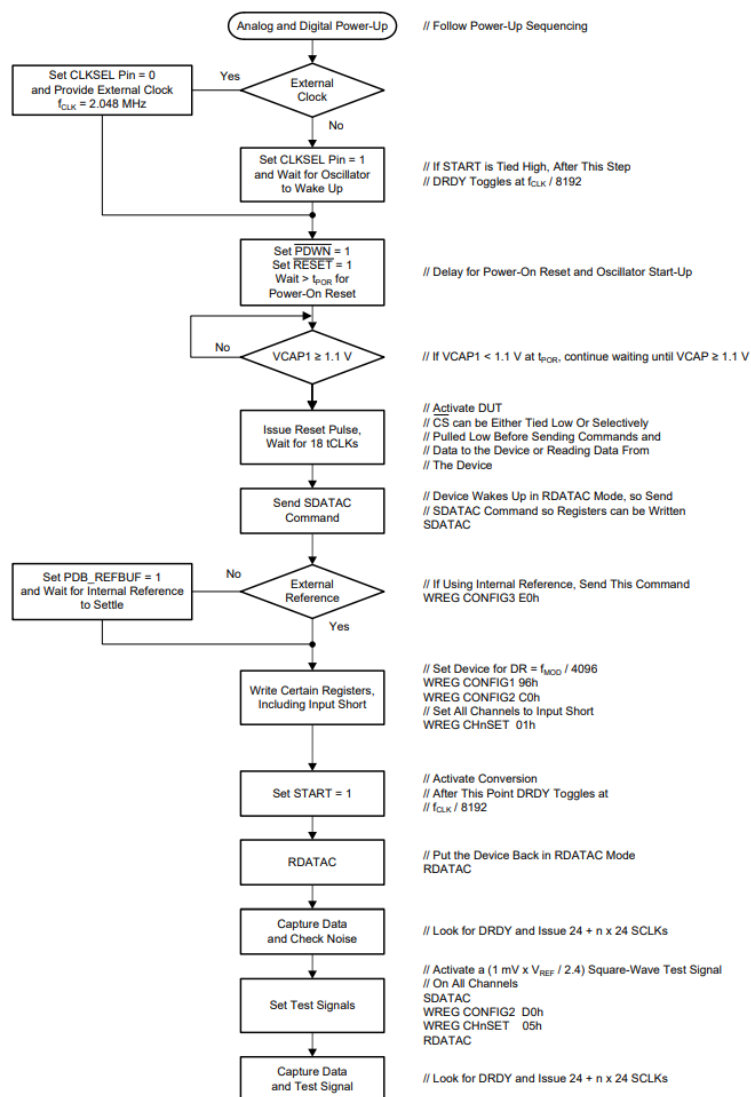 Analog and Digital Power-Up
// Follow Power-Up Sequencing
Set CLKSEL Pin = 0
and Provide External Clock
fCLK = 2.048 MHz
Yes
External
Clock
No
Set CLKSEL Pin = 1
and Wait for Oscillator
to Wake Up
// If START is Tied High, After This Step
// DRDY Toggles at fCLK / 8192
Set PDWN = 1
Set RESET = 1
Wait > tPOR for
Power-On Reset
// Delay for Power-On Reset and Oscillator Start-Up
No
VCAP1 ≥ 1.1 V
// If VCAP1 < 1.1 V at tPOR, continue waiting until VCAP ≥ 1.1 V
Issue Reset Pulse,
Wait for 18 tCLKs
// Activate DUT
// CS can be Either Tied Low Or Selectively
// Pulled Low Before Sending Commands and
// Data to the Device or Reading Data From
// The Device
Send SDATAC
Command
// Device Wakes Up in RDATAC Mode, so Send
// SDATAC Command so Registers can be Written
SDATAC
Set PDB_REFBUF = 1
and Wait for Internal Reference
to Settle
No
External
Reference
Yes
// If Using Internal Reference, Send This Command
WREG CONFIG3 E0h
Write Certain Registers,
Including Input Short
// Set Device for DR = fMOD / 4096
WREG CONFIG1 96h
WREG CONFIG2 C0h
// Set All Channels to Input Short
WREG CHnSET 01h
Set START = 1
// Activate Conversion
// After This Point DRDY Toggles at
// fCLK / 8192
RDATAC
// Put the Device Back in RDATAC Mode
RDATAC
Capture Data
and Check Noise
// Look for DRDY and Issue 24 + n x 24 SCLKs
Set Test Signals
// Activate a (1 mV x VREF / 2.4) Square-Wave Test Signal
// On All Channels
SDATAC
WREG CONFIG2 D0h
WREG CHnSET 05h
RDATAC
Capture Data
and Test Signal
// Look for DRDY and Issue 24 + n x 24 SCLKs